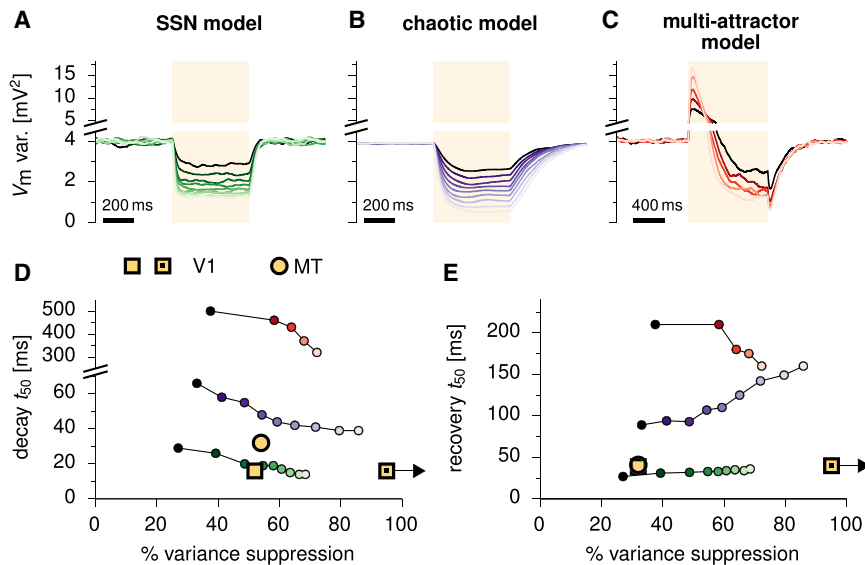 A
SSN model
B
chaotic model
C
multi-attractor
model
Vm var. [mV²]
15
10
5
4
2
0
200 ms
200 ms
400 ms
D
V1
MT
E
decay t50 [ms]
500
400
300
60
40
20
0
0 20 40 60 80 100
% variance suppression
recovery t50 [ms]
200
150
100
50
0
0 20 40 60 80 100
% variance suppression